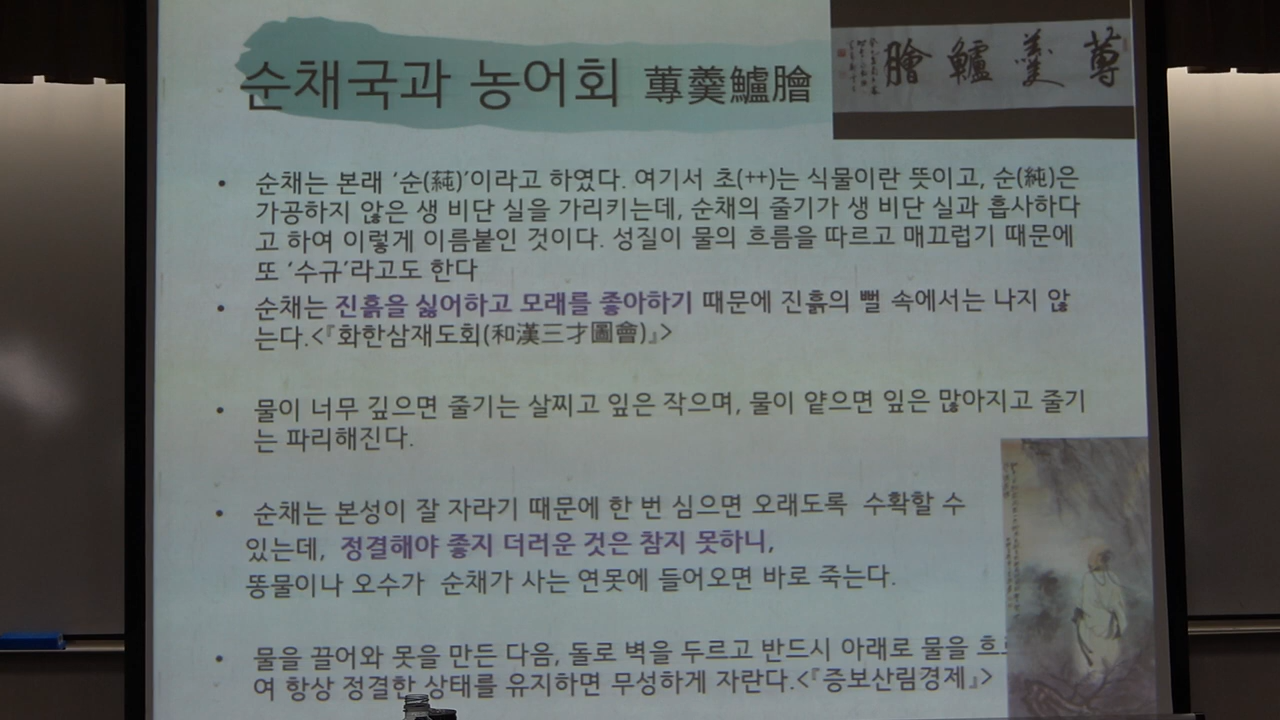 순채국과 농어회 蓴羹鱸膾
蓴羹鱸膾
• 순채는 본래 ‘순(蒓)’이라고 하였다. 여기서 초(++)는 식물이란 뜻이고, 순(純)은
가공하지 않은 생 비단 실을 가리키는데, 순채의 줄기가 생 비단 실과 흡사하다
고 하여 이렇게 이름붙인 것이다. 성질이 물의 흐름을 따르고 매끄럽기 때문에
또 ‘수규’라고도 한다
• 순채는 진흙을 싫어하고 모래를 좋아하기 때문에 진흙의 뻘 속에서는 나지 않
는다.<『화한삼재도회(和漢三才圖會)』>
• 물이 너무 깊으면 줄기는 살찌고 잎은 작으며, 물이 얕으면 잎은 많아지고 줄기
는 파리해진다.
• 순채는 본성이 잘 자라기 때문에 한 번 심으면 오래도록 수확할 수
있는데, 정결해야 좋지 더러운 것은 참지 못하니,
똥물이나 오수가 순채가 사는 연못에 들어오면 바로 죽는다.
• 물을 끌어와 못을 만든 다음, 돌로 벽을 두르고 반드시 아래로 물을
여 항상 정결한 상태를 유지하면 무성하게 자란다.<『증보산림경제』>